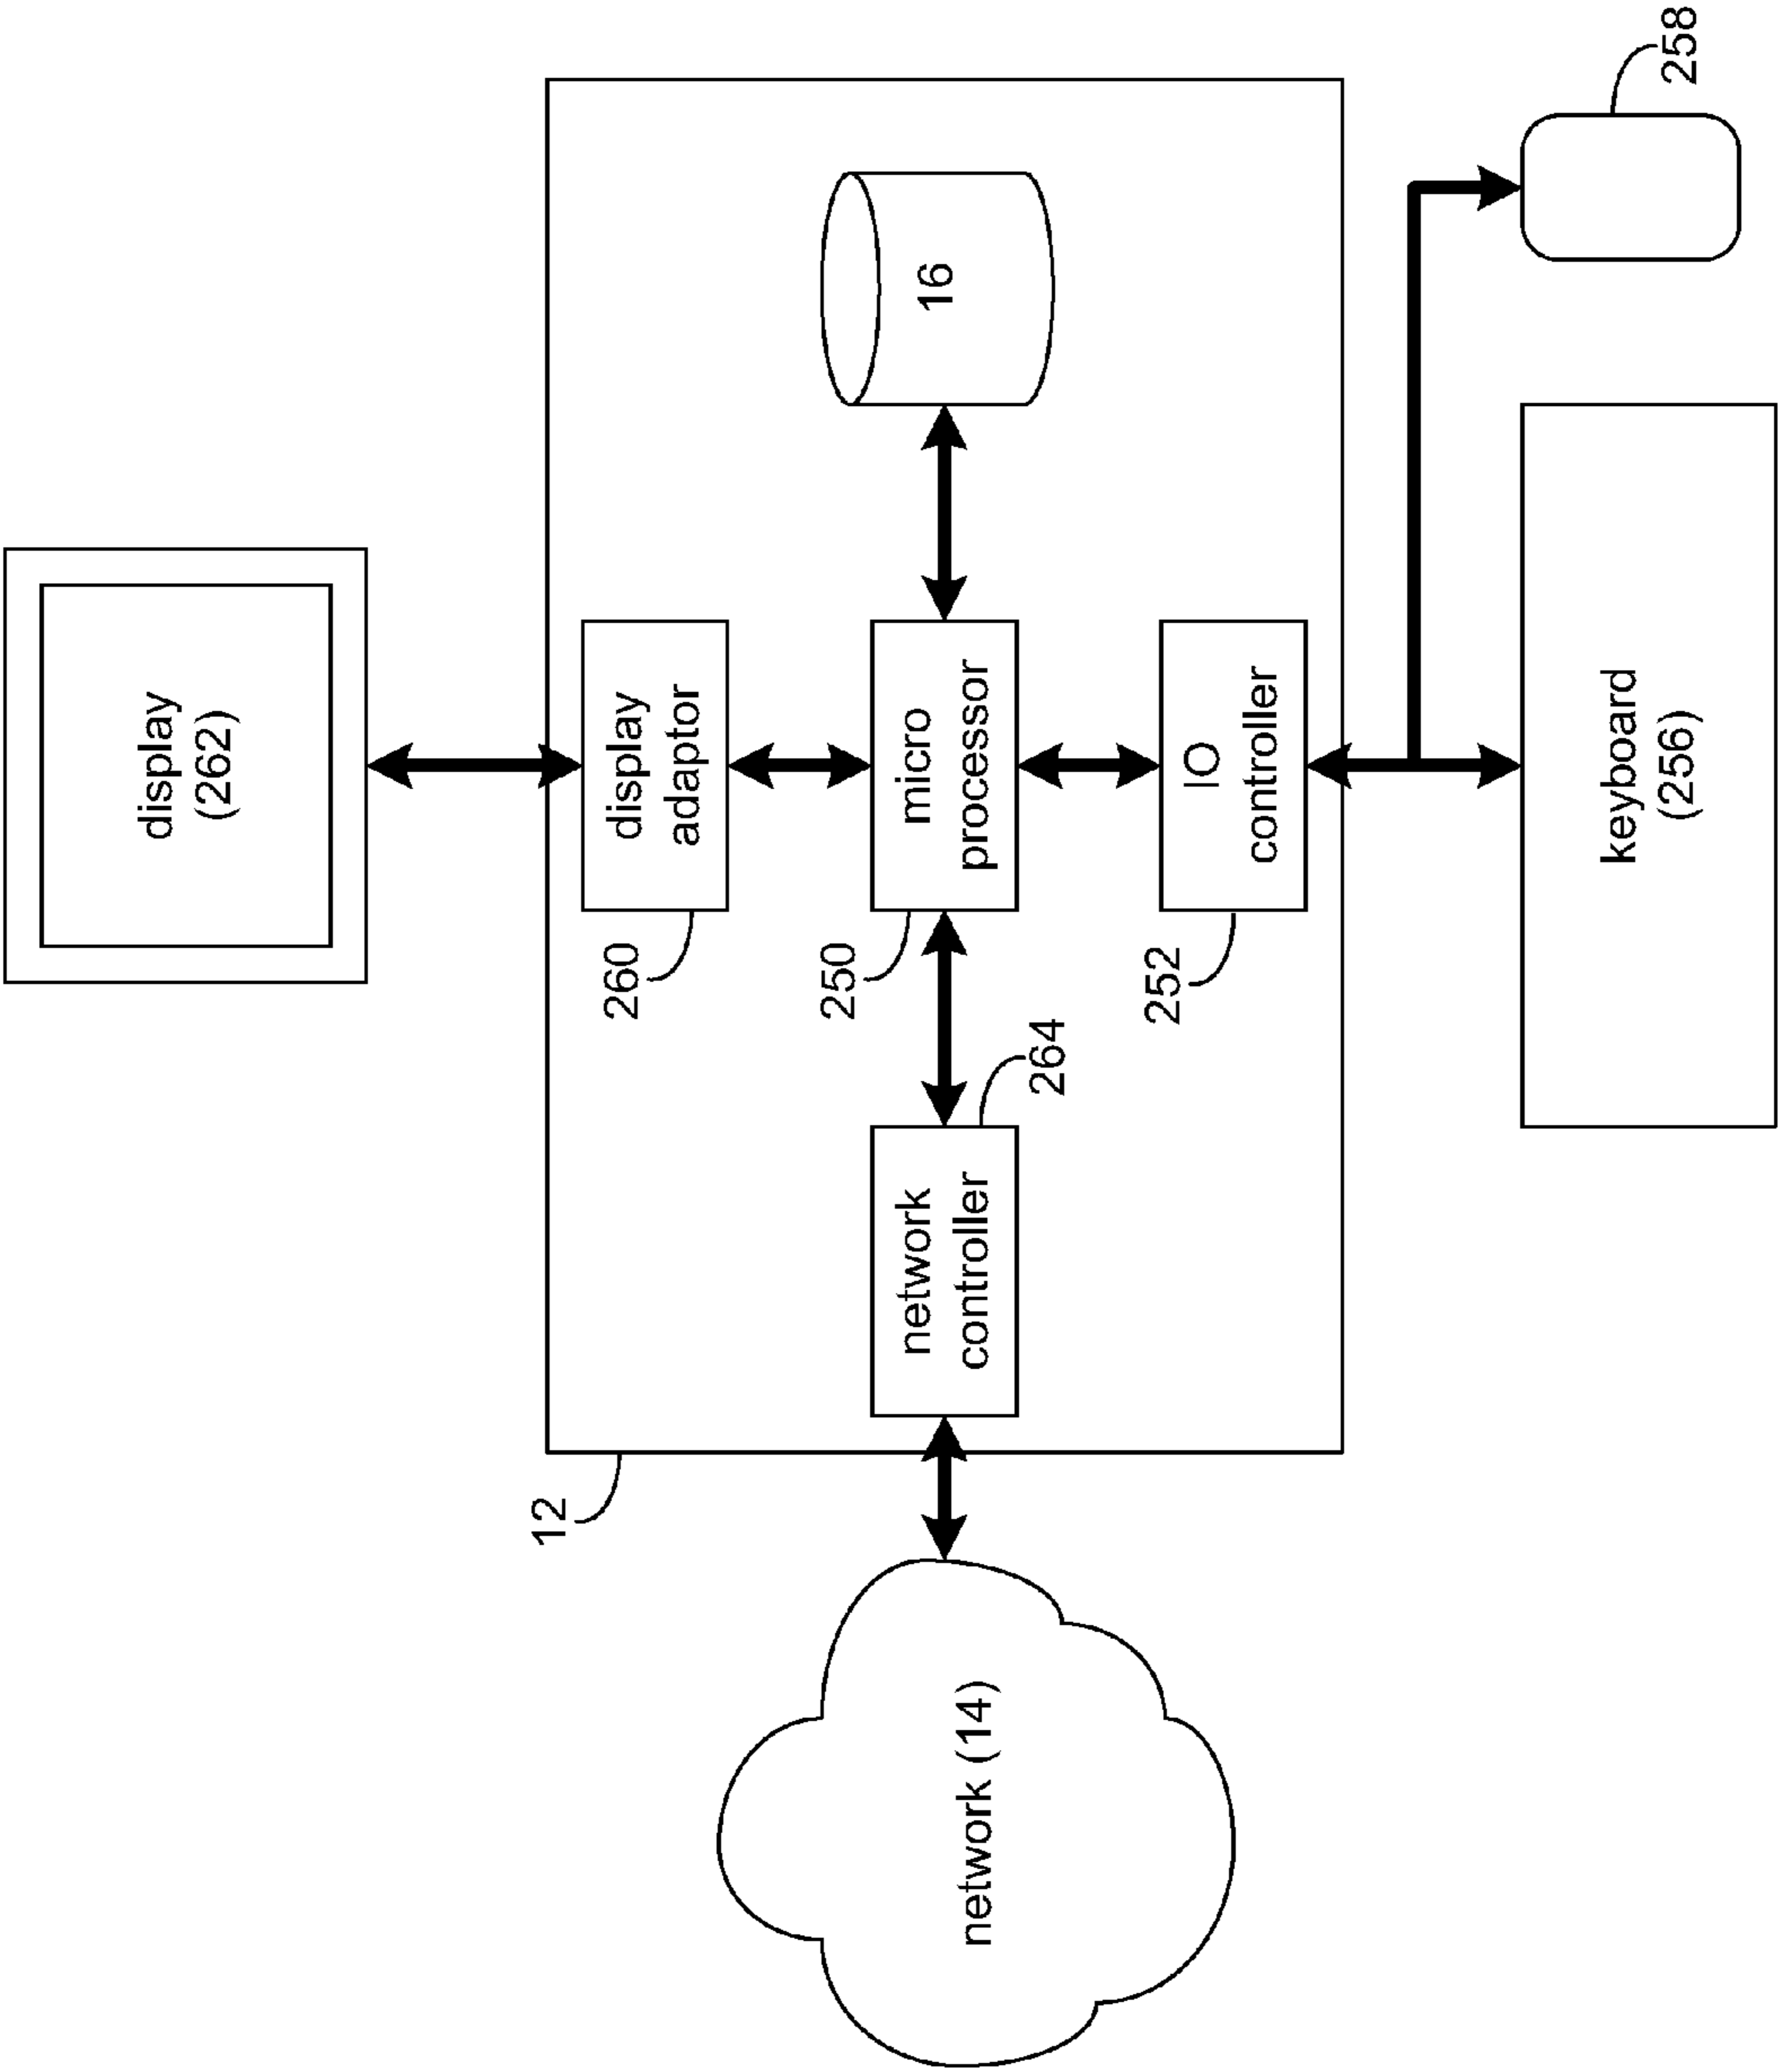 display
(262)
12
260
display
adaptor
250
micro
processor
16
network
controller
network (14)
264
252
IO
controller
keyboard
(256)
258